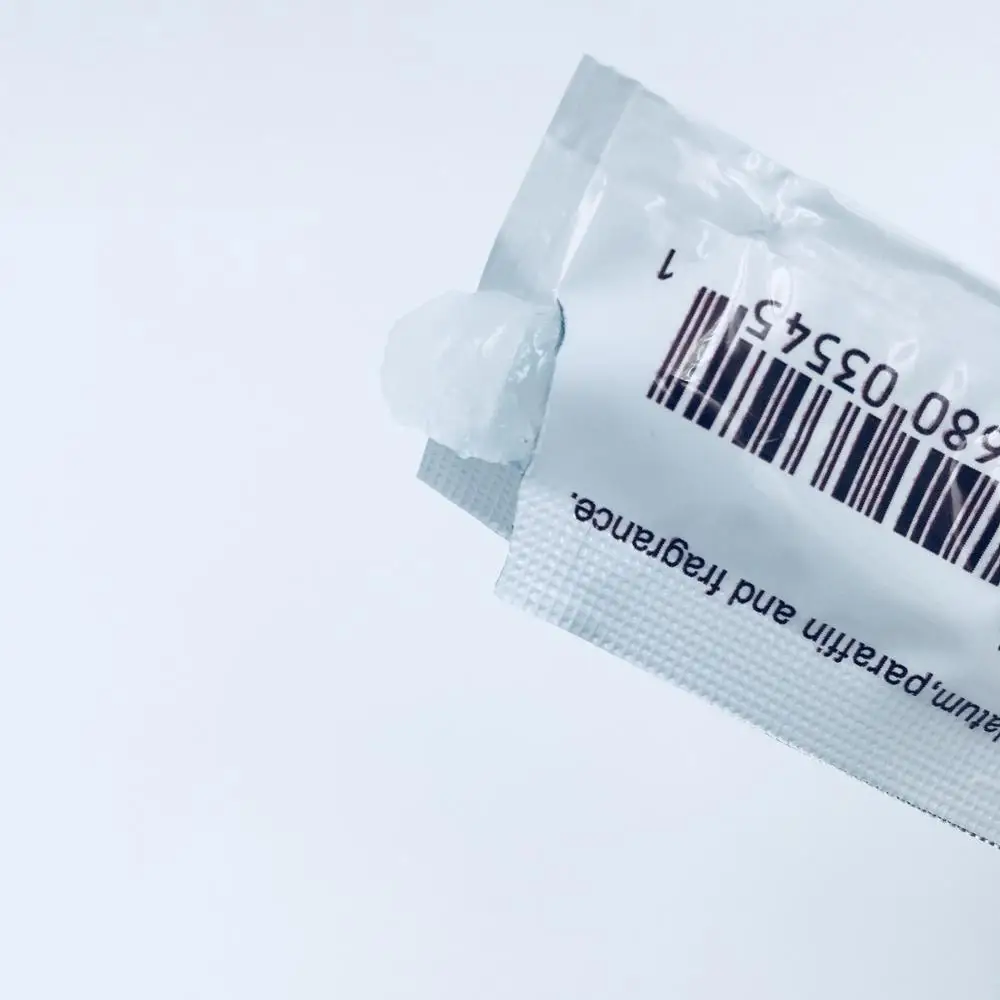 latum,paraffin and fragrance.
680 03545 1